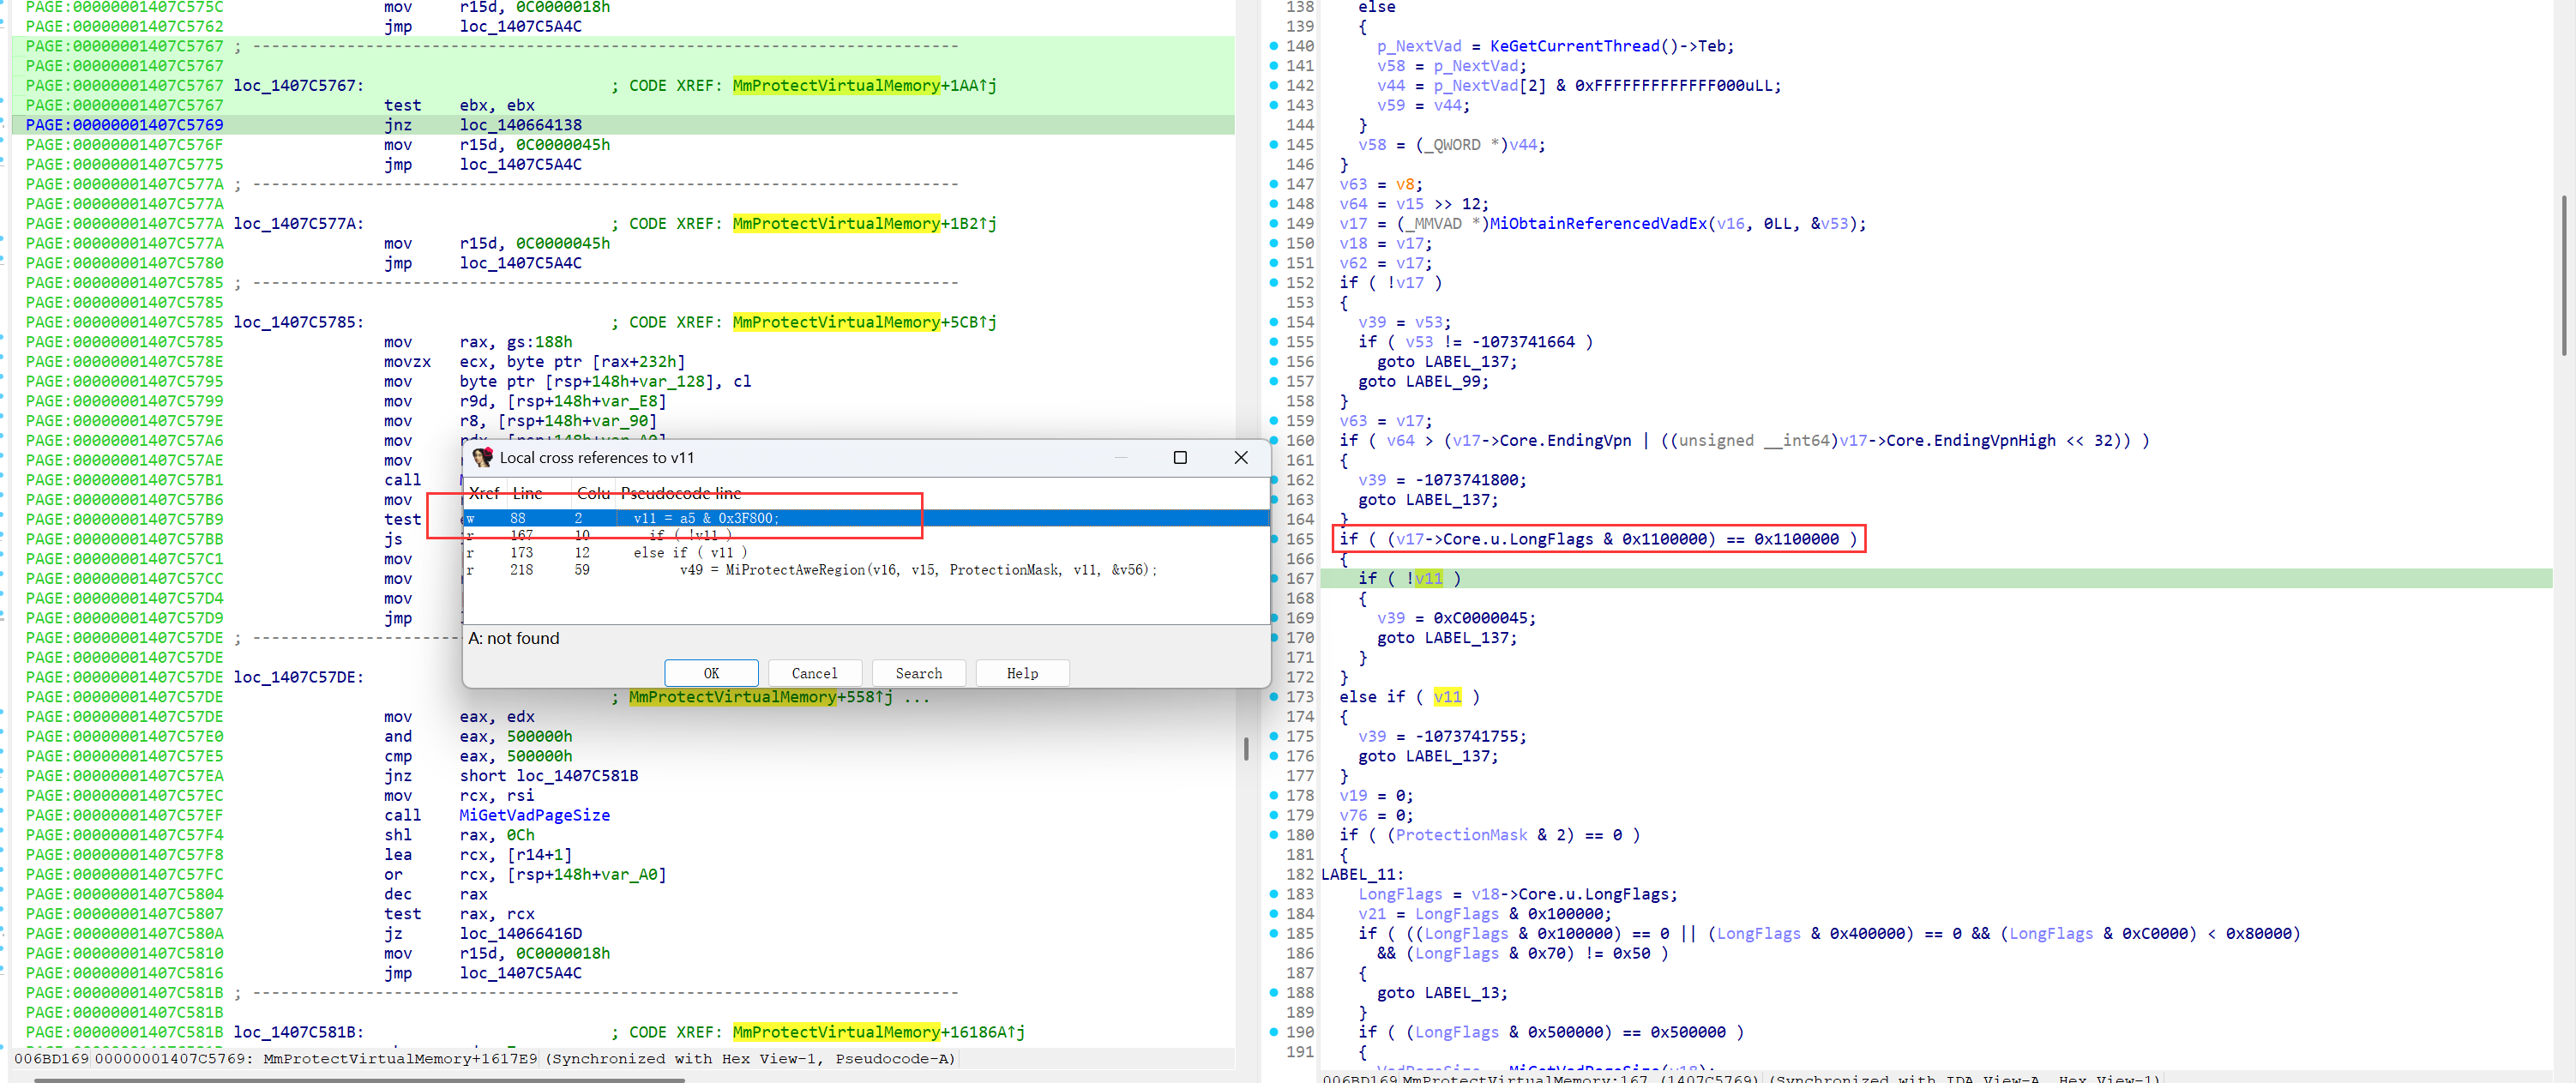 PAGE:00000001407C575C mov r15d, 0C0000018h
PAGE:00000001407C5762 jmp loc_1407C5A4C
PAGE:00000001407C5767 ; ---------------------------------------------------------------------------
PAGE:00000001407C5767
PAGE:00000001407C5767 loc_1407C5767: ; CODE XREF: MmProtectVirtualMemory+1AA↑j
PAGE:00000001407C5767 test ebx, ebx
PAGE:00000001407C5769 jnz loc_140664138
PAGE:00000001407C576F mov r15d, 0C0000045h
PAGE:00000001407C5775 jmp loc_1407C5A4C
PAGE:00000001407C577A ; ---------------------------------------------------------------------------
PAGE:00000001407C577A
PAGE:00000001407C577A loc_1407C577A: ; CODE XREF: MmProtectVirtualMemory+1B2↑j
PAGE:00000001407C577A mov r15d, 0C0000045h
PAGE:00000001407C5780 jmp loc_1407C5A4C
PAGE:00000001407C5785 ; ---------------------------------------------------------------------------
PAGE:00000001407C5785
PAGE:00000001407C5785 loc_1407C5785: ; CODE XREF: MmProtectVirtualMemory+5CB↑j
PAGE:00000001407C5785 mov rax, gs:188h
PAGE:00000001407C578E movzx ecx, byte ptr [rax+232h]
PAGE:00000001407C5795 mov byte ptr [rsp+148h+var_128], cl
PAGE:00000001407C5799 mov r9d, [rsp+148h+var_E8]
PAGE:00000001407C579E mov r8, [rsp+148h+var_90]
PAGE:00000001407C57A6 mov rdx, [rsp+148h+var_A0]
PAGE:00000001407C57AE mov
PAGE:00000001407C57B1 call
PAGE:00000001407C57B6 mov
PAGE:00000001407C57B9 test
PAGE:00000001407C57BB js
PAGE:00000001407C57C1 mov
PAGE:00000001407C57CC mov
PAGE:00000001407C57D4 mov
PAGE:00000001407C57D9 jmp
PAGE:00000001407C57DE ; -----------------------
PAGE:00000001407C57DE
PAGE:00000001407C57DE loc_1407C57DE:
PAGE:00000001407C57DE ; MmProtectVirtualMemory+558↑j ...
PAGE:00000001407C57DE mov eax, edx
PAGE:00000001407C57E0 and eax, 500000h
PAGE:00000001407C57E5 cmp eax, 500000h
PAGE:00000001407C57EA jnz short loc_1407C581B
PAGE:00000001407C57EC mov rcx, rsi
PAGE:00000001407C57EF call MiGetVadPageSize
PAGE:00000001407C57F4 shl rax, 0Ch
PAGE:00000001407C57F8 lea rcx, [r14+1]
PAGE:00000001407C57FC or rcx, [rsp+148h+var_A0]
PAGE:00000001407C5804 dec rax
PAGE:00000001407C5807 test rax, rcx
PAGE:00000001407C580A jz loc_14066416D
PAGE:00000001407C5810 mov r15d, 0C0000018h
PAGE:00000001407C5816 jmp loc_1407C5A4C
PAGE:00000001407C581B ; ---------------------------------------------------------------------------
PAGE:00000001407C581B
PAGE:00000001407C581B loc_1407C581B: ; CODE XREF: MmProtectVirtualMemory+16186A↑j
006BD169 00000001407C5769: MmProtectVirtualMemory+1617E9 (Synchronized with Hex View-1, Pseudocode-A)
Local cross references to v11
Xref Line Colu Pseudocode line
w 88 2 v11 = a5 & 0x3F800;
r 167 10 if ( !v11 )
r 173 12 else if ( v11 )
r 218 59 v49 = MiProtectAweRegion(v16, v15, ProtectionMask, v11, &v56);
A: not found
OK Cancel Search Help
138 else
139 {
140 p_NextVad = KeGetCurrentThread()->Teb;
141 v58 = p_NextVad;
142 v44 = p_NextVad[2] & 0xFFFFFFFFFFFFF000uLL;
143 v59 = v44;
144 }
145 v58 = (_QWORD *)v44;
146 }
147 v63 = v8;
148 v64 = v15 >> 12;
149 v17 = (_MMVAD *)MiObtainReferencedVadEx(v16, 0LL, &v53);
150 v18 = v17;
151 v62 = v17;
152 if ( !v17 )
153 {
154 v39 = v53;
155 if ( v53 != -1073741664 )
156 goto LABEL_137;
157 goto LABEL_99;
158 }
159 v63 = v17;
160 if ( v64 > (v17->Core.EndingVpn | ((unsigned __int64)v17->Core.EndingVpnHigh << 32)) )
161 {
162 v39 = -1073741800;
163 goto LABEL_137;
164 }
165 if ( (v17->Core.u.LongFlags & 0x1100000) == 0x1100000 )
166 {
167 if ( !v11 )
168 {
169 v39 = 0xC0000045;
170 goto LABEL_137;
171 }
172 }
173 else if ( v11 )
174 {
175 v39 = -1073741755;
176 goto LABEL_137;
177 }
178 v19 = 0;
179 v76 = 0;
180 if ( (ProtectionMask & 2) == 0 )
181 {
182 LABEL_11:
183 LongFlags = v18->Core.u.LongFlags;
184 v21 = LongFlags & 0x100000;
185 if ( ((LongFlags & 0x100000) == 0 || (LongFlags & 0x400000) == 0 && (LongFlags & 0xC0000) < 0x80000)
186 && (LongFlags & 0x70) != 0x50 )
187 {
188 goto LABEL_13;
189 }
190 if ( (LongFlags & 0x500000) == 0x500000 )
191 {
006BD169 MmProtectVirtualMemory:167 (1407C5769) (Synchronized with IDA View-A, Hex View-1)